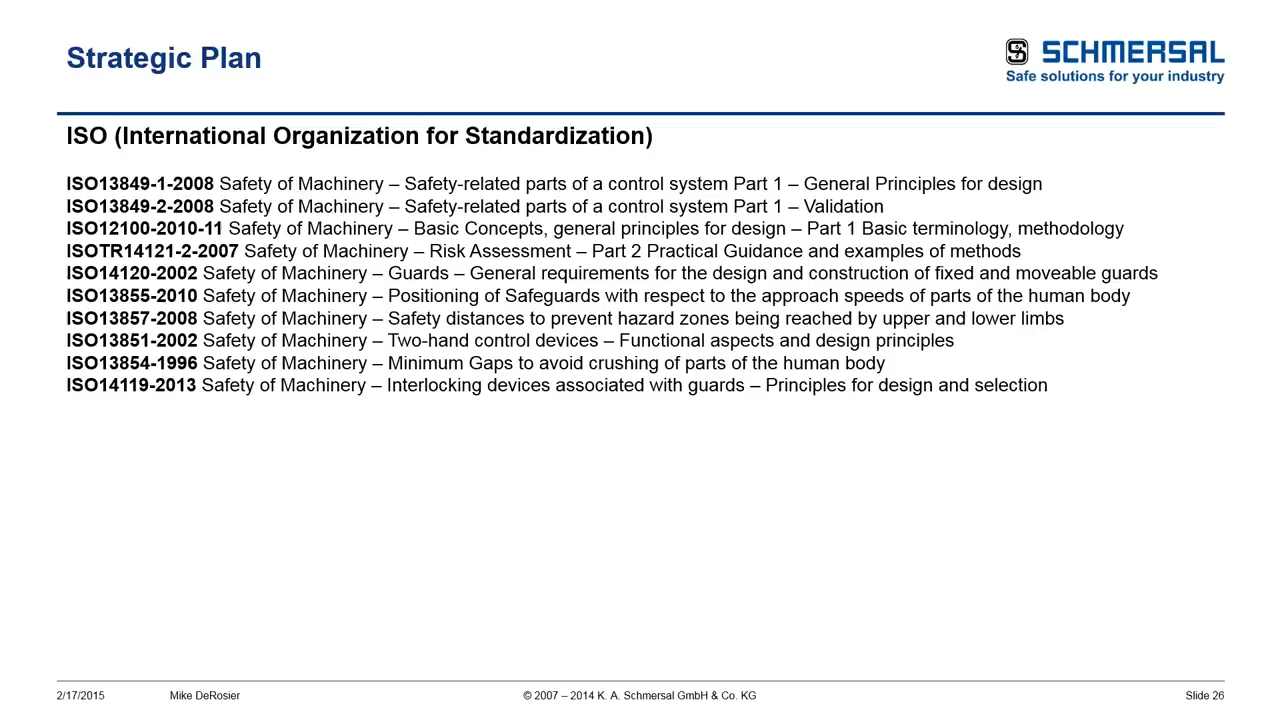 Strategic Plan
SCHMERSAL
Safe solutions for your industry
ISO (International Organization for Standardization)
ISO13849-1-2008 Safety of Machinery – Safety-related parts of a control system Part 1 – General Principles for design
ISO13849-2-2008 Safety of Machinery – Safety-related parts of a control system Part 1 – Validation
ISO12100-2010-11 Safety of Machinery – Basic Concepts, general principles for design – Part 1 Basic terminology, methodology
ISOTR14121-2-2007 Safety of Machinery – Risk Assessment – Part 2 Practical Guidance and examples of methods
ISO14120-2002 Safety of Machinery – Guards – General requirements for the design and construction of fixed and moveable guards
ISO13855-2010 Safety of Machinery – Positioning of Safeguards with respect to the approach speeds of parts of the human body
ISO13857-2008 Safety of Machinery – Safety distances to prevent hazard zones being reached by upper and lower limbs
ISO13851-2002 Safety of Machinery – Two-hand control devices – Functional aspects and design principles
ISO13854-1996 Safety of Machinery – Minimum Gaps to avoid crushing of parts of the human body
ISO14119-2013 Safety of Machinery – Interlocking devices associated with guards – Principles for design and selection
2/17/2015 Mike DeRosier © 2007 – 2014 K. A. Schmersal GmbH & Co. KG Slide 26